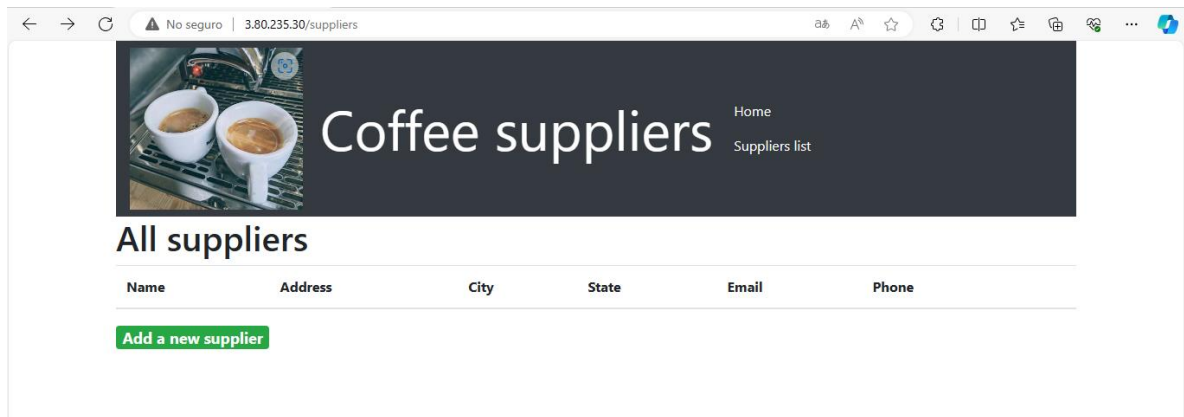 No seguro | 3.80.235.30/suppliers
Coffee suppliers
Home
Suppliers list
All suppliers
Name Address City State Email Phone
Add a new supplier